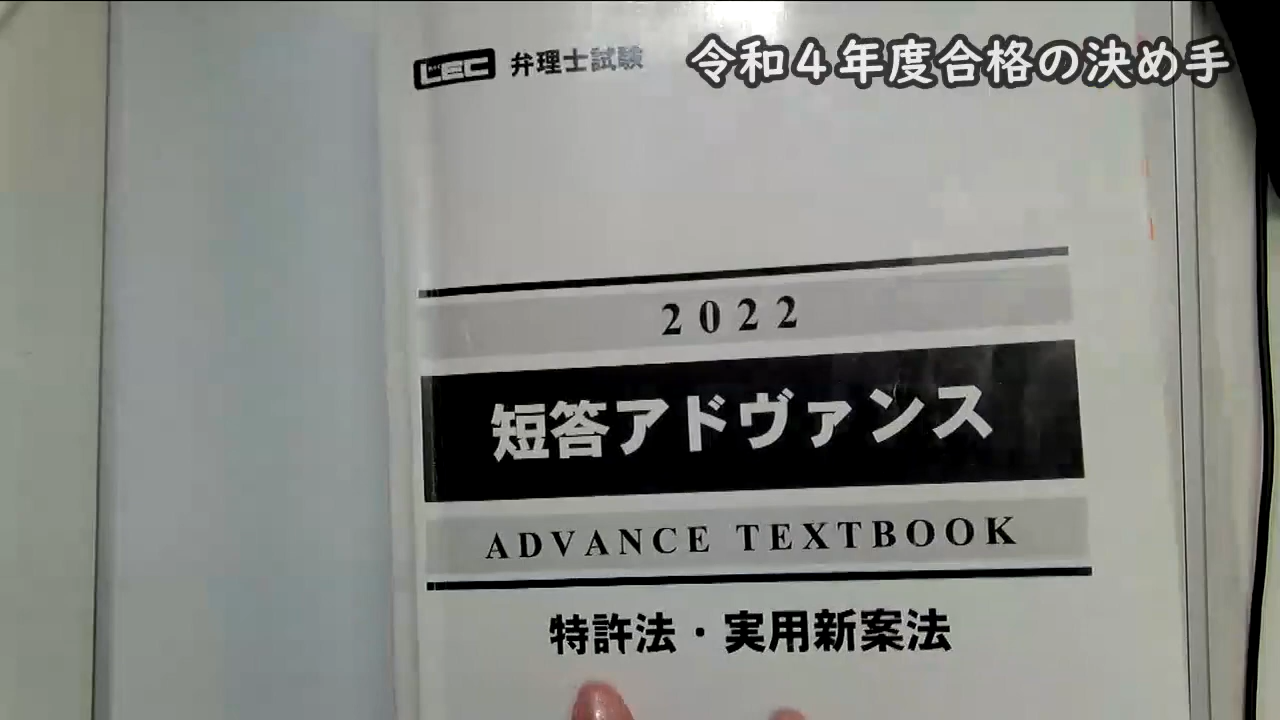 LEC 弁理士試験
令和4年度合格の決め手
2022
短答アドヴァンス
ADVANCE TEXTBOOK
特許法・実用新案法